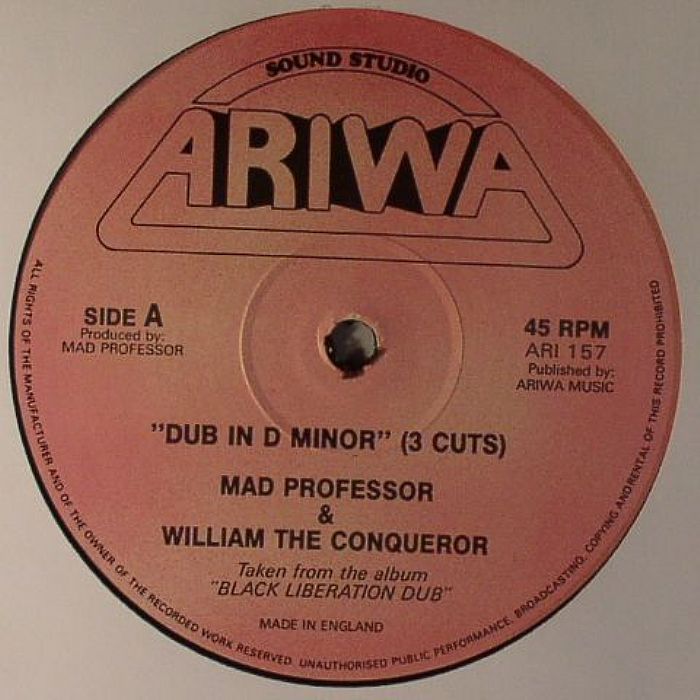 SOUND STUDIO
ARIWA
SIDE A
Produced by:
MAD PROFESSOR
45 RPM
ARI 157
Published by:
ARIWA MUSIC
"DUB IN D MINOR" (3 CUTS)
MAD PROFESSOR
&
WILLIAM THE CONQUEROR
Taken from the album
"BLACK LIBERATION DUB"
MADE IN ENGLAND
ALL RIGHTS OF THE MANUFACTURER AND OF THE OWNER OF THE RECORDED WORK RESERVED. UNAUTHORISED PUBLIC PERFORMANCE, BROADCASTING, COPYING AND RENTAL OF THIS RECORD PROHIBITED